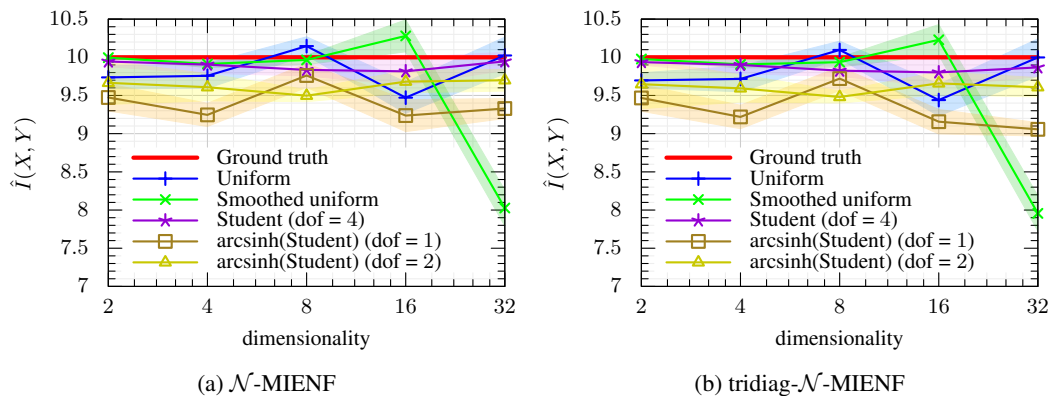 10.5
10
9.5
9
8.5
8
7.5
7
Î(X, Y)
Ground truth
Uniform
Smoothed uniform
Student (dof = 4)
arcsinh(Student) (dof = 1)
arcsinh(Student) (dof = 2)
2 4 8 16 32
dimensionality
(a) 𝒩-MIENF
10.5
10
9.5
9
8.5
8
7.5
7
Î(X, Y)
Ground truth
Uniform
Smoothed uniform
Student (dof = 4)
arcsinh(Student) (dof = 1)
arcsinh(Student) (dof = 2)
2 4 8 16 32
dimensionality
(b) tridiag-𝒩-MIENF